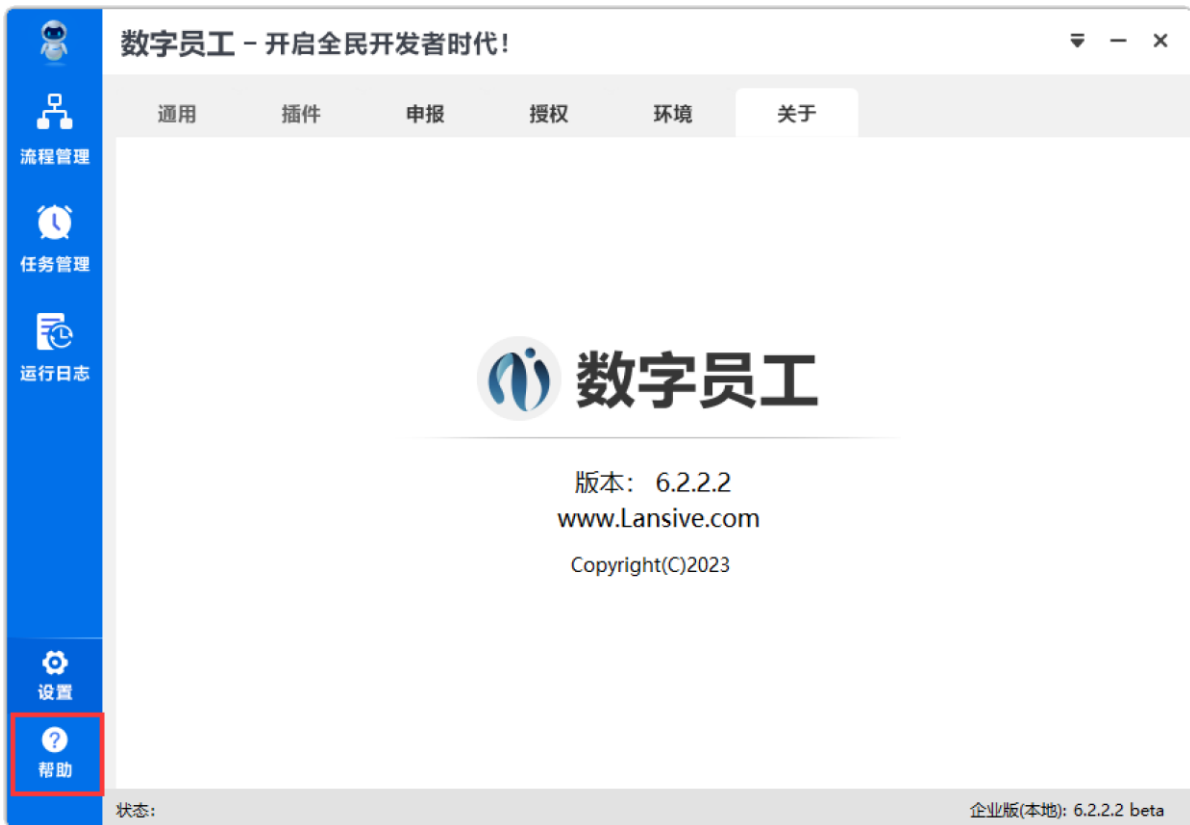 数字员工 - 开启全民开发者时代!
通用 插件 申报 授权 环境 关于
流程管理
任务管理
运行日志
数字员工
版本： 6.2.2.2
www.Lansive.com
Copyright(C)2023
设置
?
帮助
状态:
企业版(本地): 6.2.2.2 beta